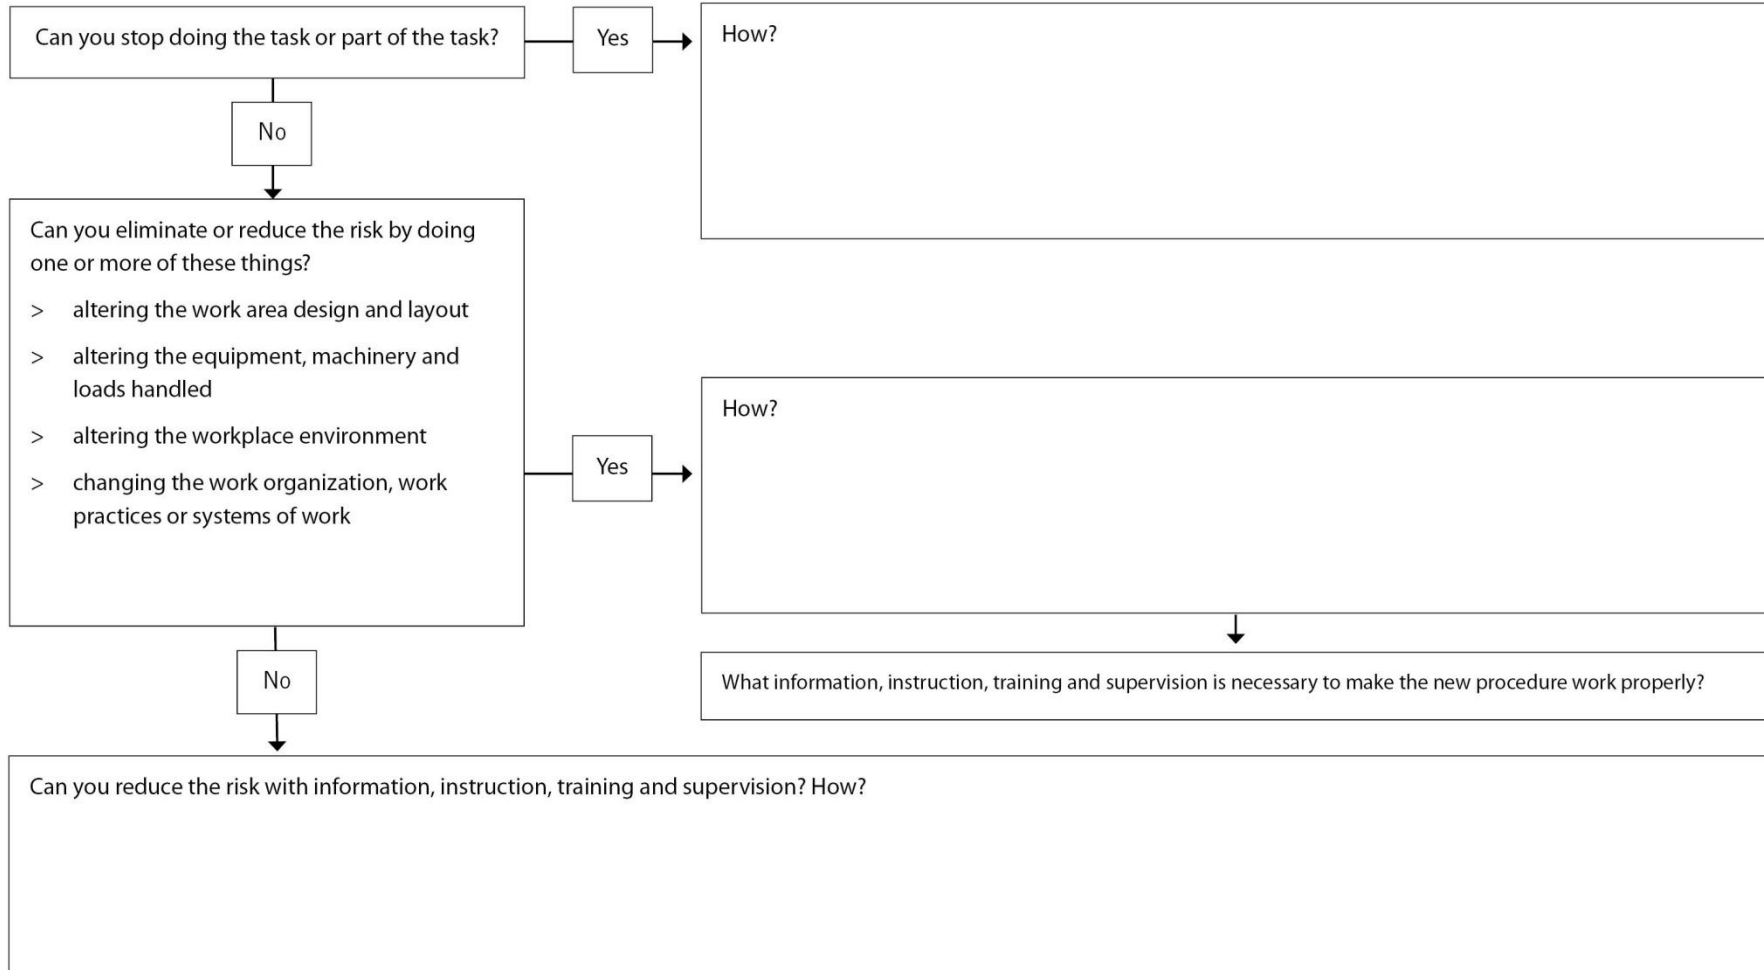 Can you stop doing the task or part of the task?
Yes
How?
No
Can you eliminate or reduce the risk by doing
one or more of these things?
> altering the work area design and layout
> altering the equipment, machinery and
loads handled
> altering the workplace environment
> changing the work organization, work
practices or systems of work
Yes
How?
No
What information, instruction, training and supervision is necessary to make the new procedure work properly?
Can you reduce the risk with information, instruction, training and supervision? How?